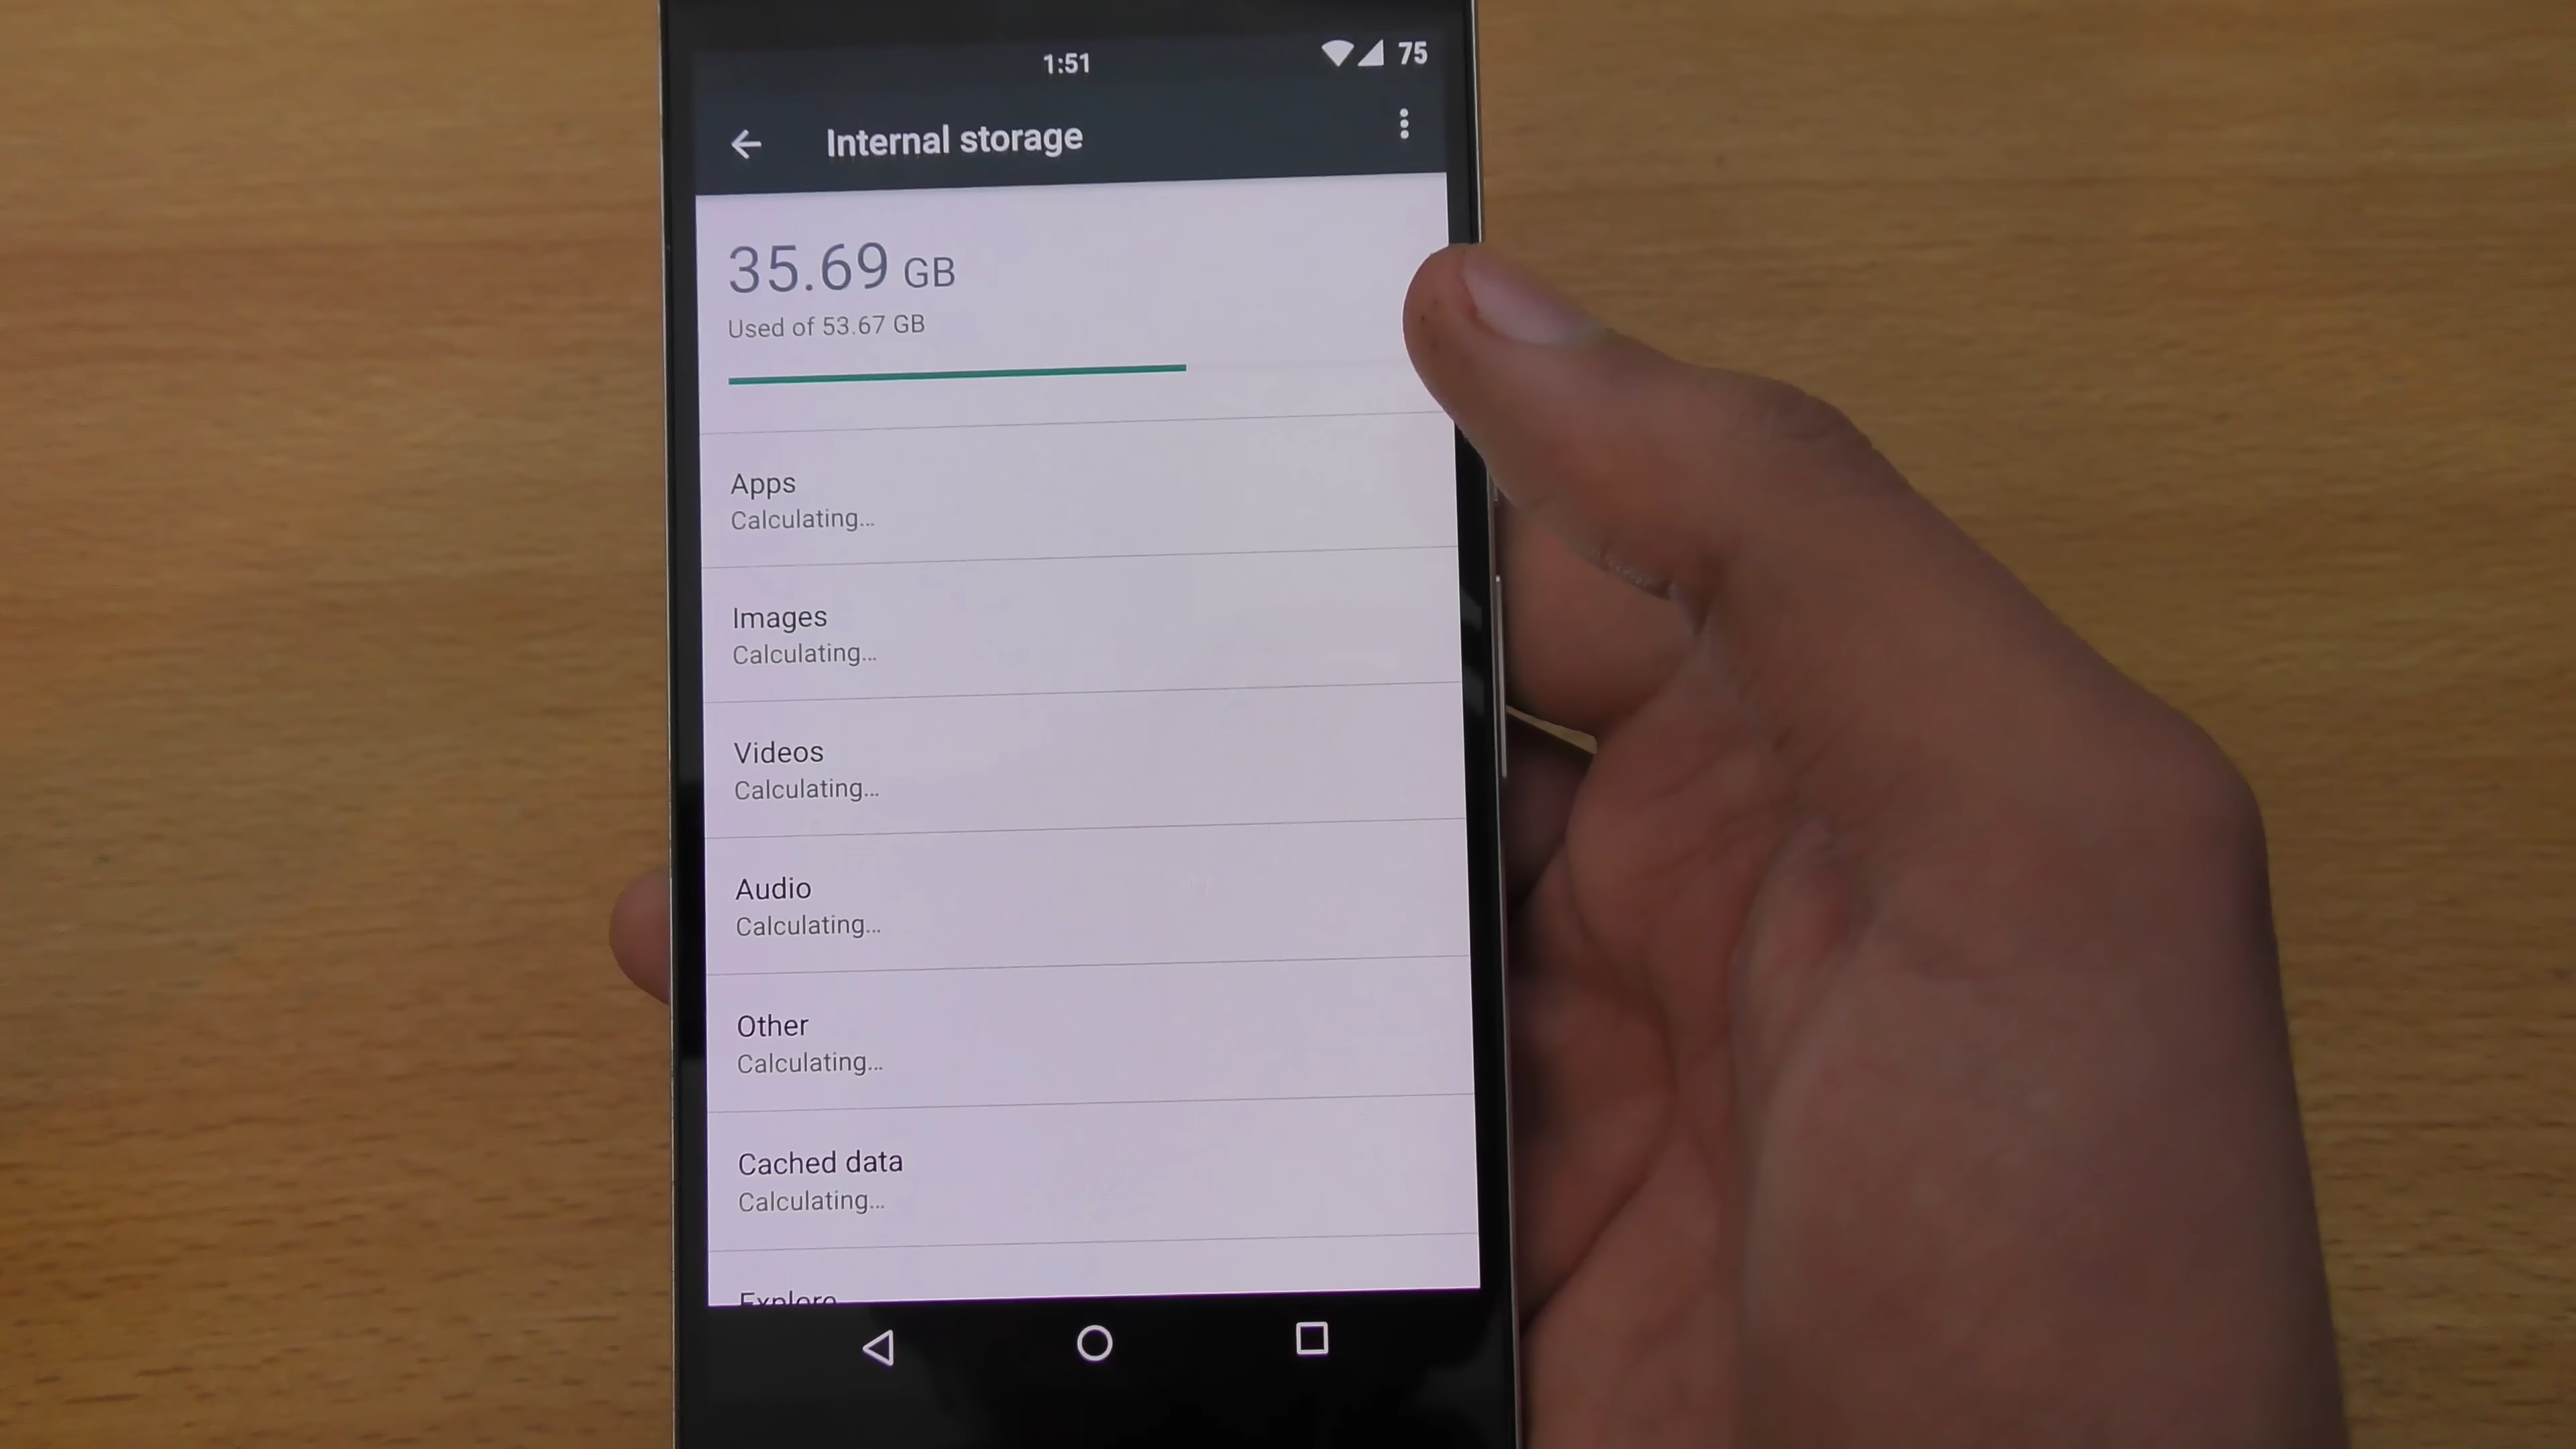 1:51 75
Internal storage
35.69 GB
Used of 53.67 GB
Apps
Calculating...
Images
Calculating...
Videos
Calculating...
Audio
Calculating...
Other
Calculating...
Cached data
Calculating...
Explore